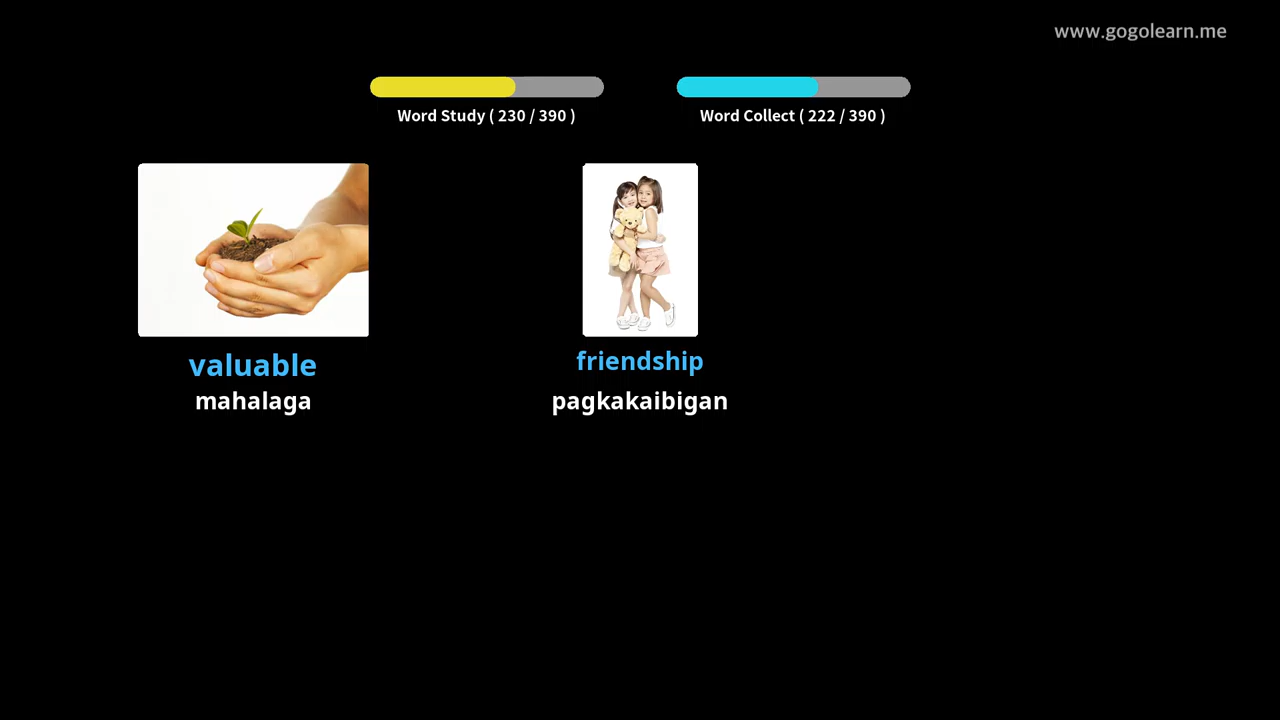 www.gogolearn.me
Word Study ( 230 / 390 )
Word Collect ( 222 / 390 )
valuable
mahalaga
friendship
pagkakaibigan